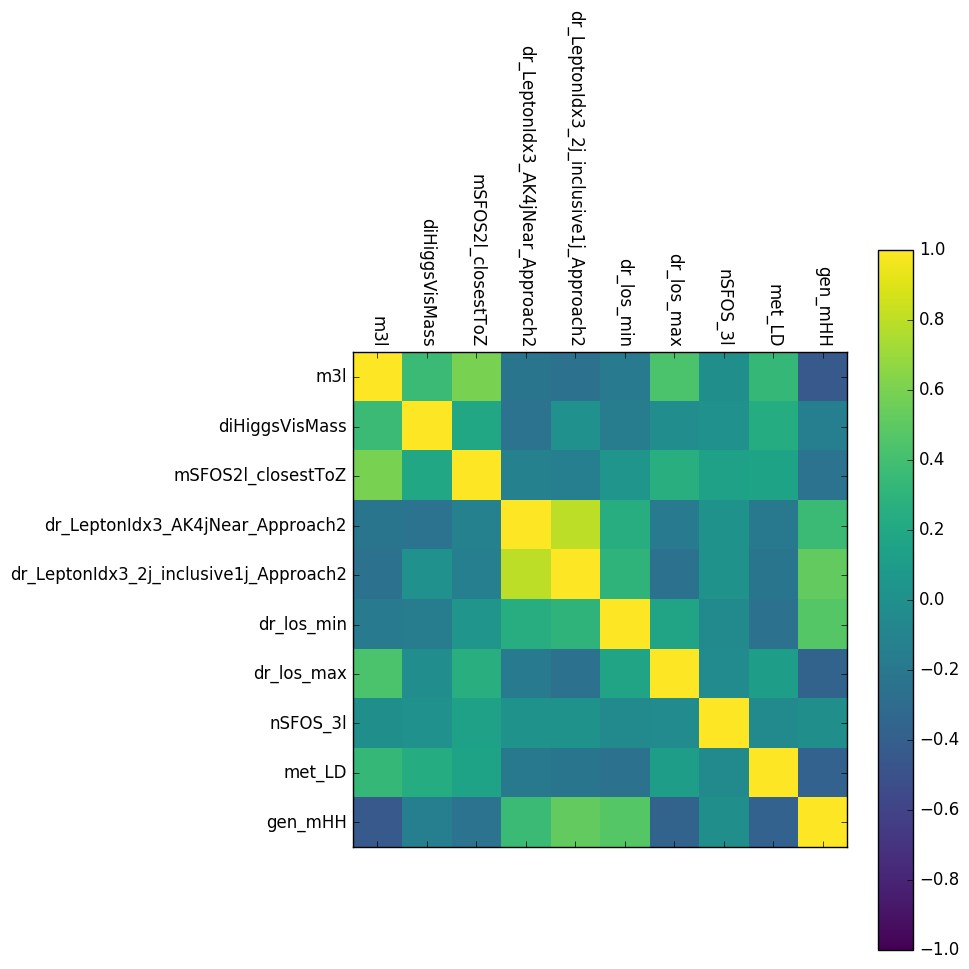 m3l
diHiggsVisMass
mSFOS2l_closestToZ
dr_LeptonIdx3_AK4jNear_Approach2
dr_LeptonIdx3_2j_inclusive1j_Approach2
dr_los_min
dr_los_max
nSFOS_3l
met_LD
gen_mHH
m3l
diHiggsVisMass
mSFOS2l_closestToZ
dr_LeptonIdx3_AK4jNear_Approach2
dr_LeptonIdx3_2j_inclusive1j_Approach2
dr_los_min
dr_los_max
nSFOS_3l
met_LD
gen_mHH
1.0
0.8
0.6
0.4
0.2
0.0
−0.2
−0.4
−0.6
−0.8
−1.0